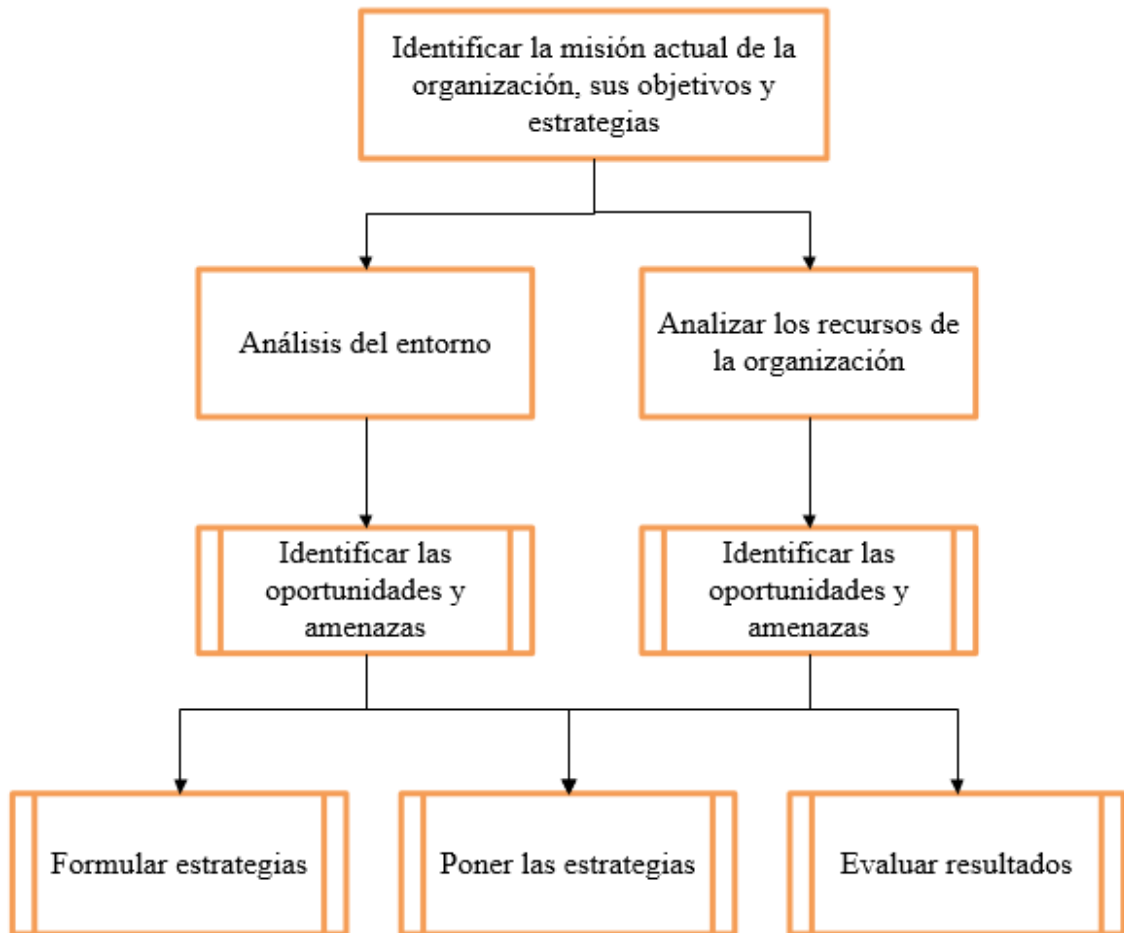 Identificar la misión actual de la
organización, sus objetivos y
estrategias
Análisis del entorno
Analizar los recursos de
la organización
Identificar las
oportunidades y
amenazas
Identificar las
oportunidades y
amenazas
Formular estrategias
Poner las estrategias
Evaluar resultados